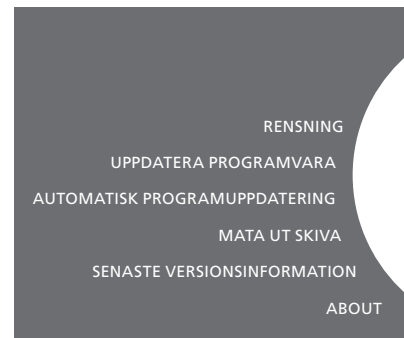 RENSNING
UPPDATERA PROGRAMVARA
AUTOMATISK PROGRAMUPPDATERING
MATA UT SKIVA
SENASTE VERSIONSINFORMATION
ABOUT